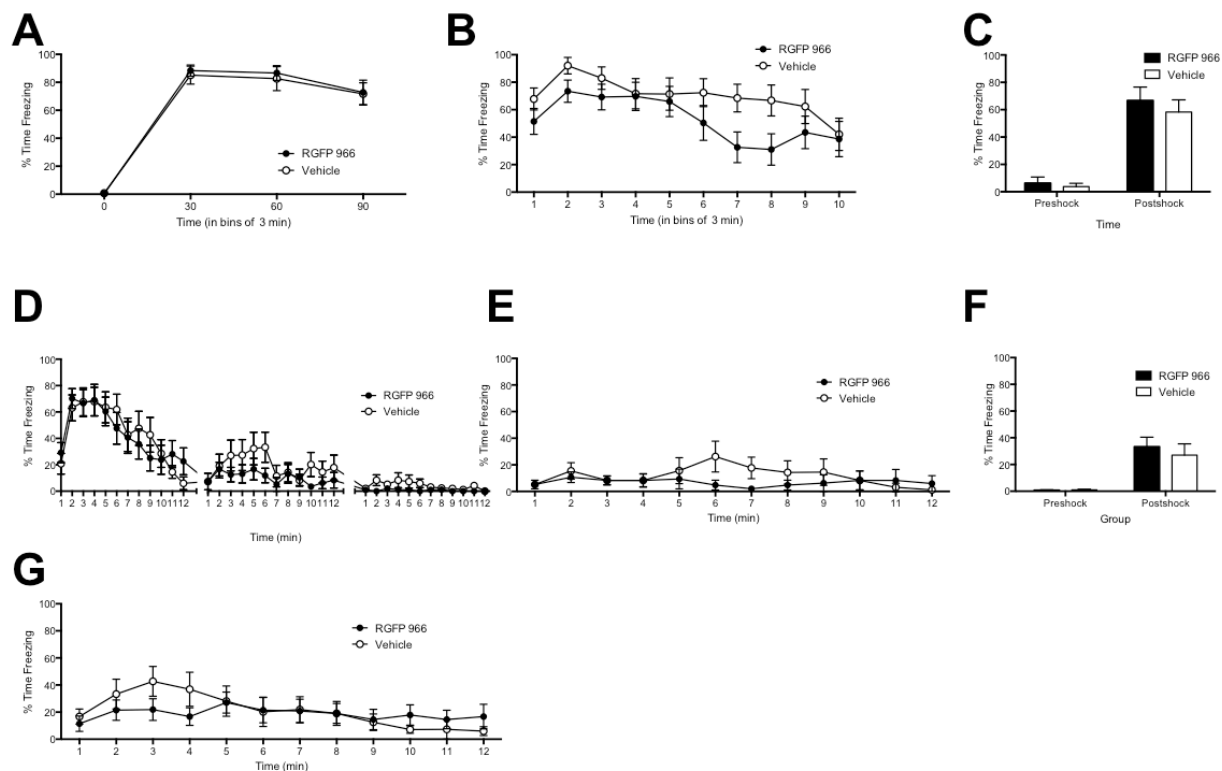 A
% Time Freezing
100
80
60
40
20
0
RGFP 966
Vehicle
0 30 60 90
Time (in bins of 3 min)
B
% Time Freezing
100
80
60
40
20
0
RGFP 966
Vehicle
1 2 3 4 5 6 7 8 9 10
Time (in bins of 3 min)
C
% Time Freezing
100
80
60
40
20
0
RGFP 966
Vehicle
Preshock Postshock
Time
D
% Time Freezing
100
80
60
40
20
0
RGFP 966
Vehicle
1 2 3 4 5 6 7 8 9 10 11 12 1 2 3 4 5 6 7 8 9 10 11 12 1 2 3 4 5 6 7 8 9 10 11 12
Time (min)
E
% Time Freezing
100
80
60
40
20
0
RGFP 966
Vehicle
1 2 3 4 5 6 7 8 9 10 11 12
Time (min)
F
% Time Freezing
100
80
60
40
20
0
RGFP 966
Vehicle
Preshock Postshock
Group
G
% Time Freezing
100
80
60
40
20
0
RGFP 966
Vehicle
1 2 3 4 5 6 7 8 9 10 11 12
Time (min)